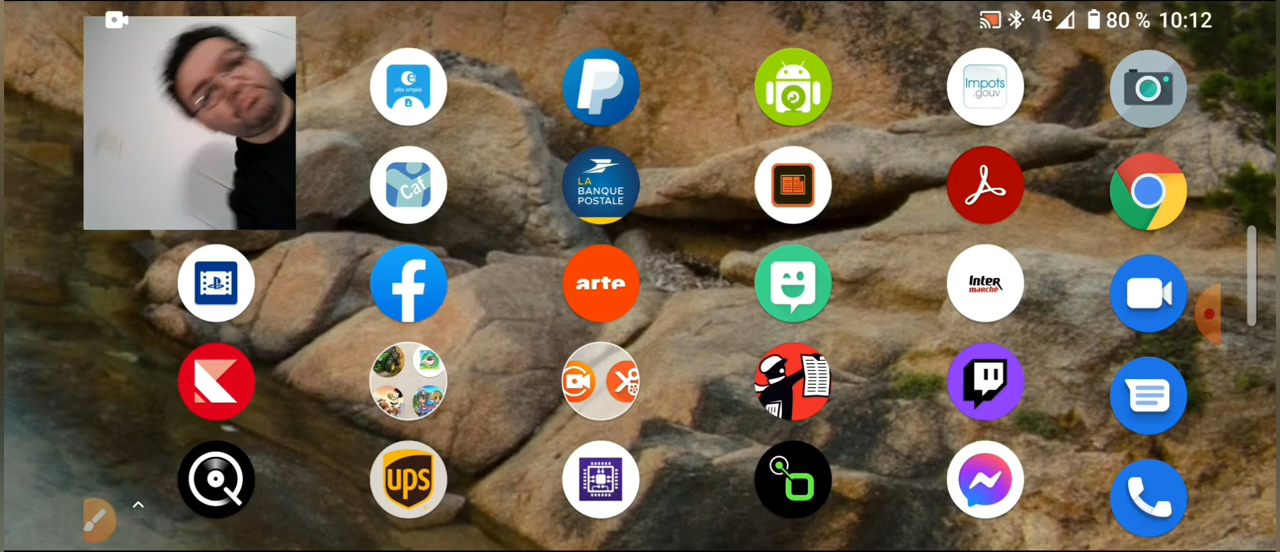 4G 80 % 10:12
pôle emploi
Impots
.gouv
Caf
LA
BANQUE
POSTALE
arte
Inter
marché
ups